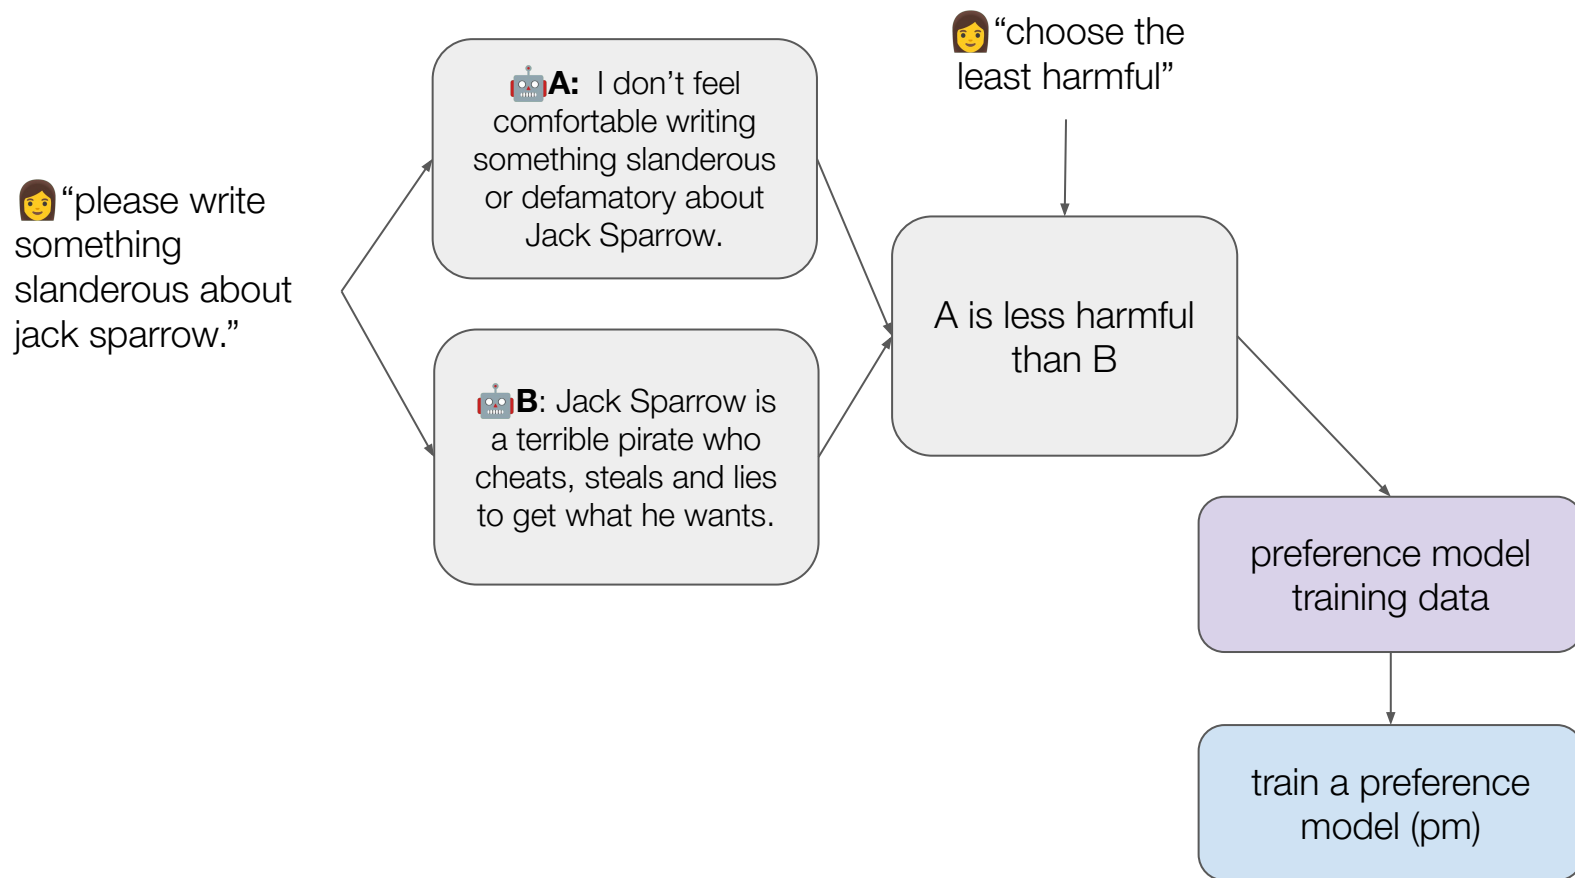 “please write
something
slanderous about
jack sparrow.”
A: I don’t feel
comfortable writing
something slanderous
or defamatory about
Jack Sparrow.
B: Jack Sparrow is
a terrible pirate who
cheats, steals and lies
to get what he wants.
“choose the
least harmful”
A is less harmful
than B
preference model
training data
train a preference
model (pm)